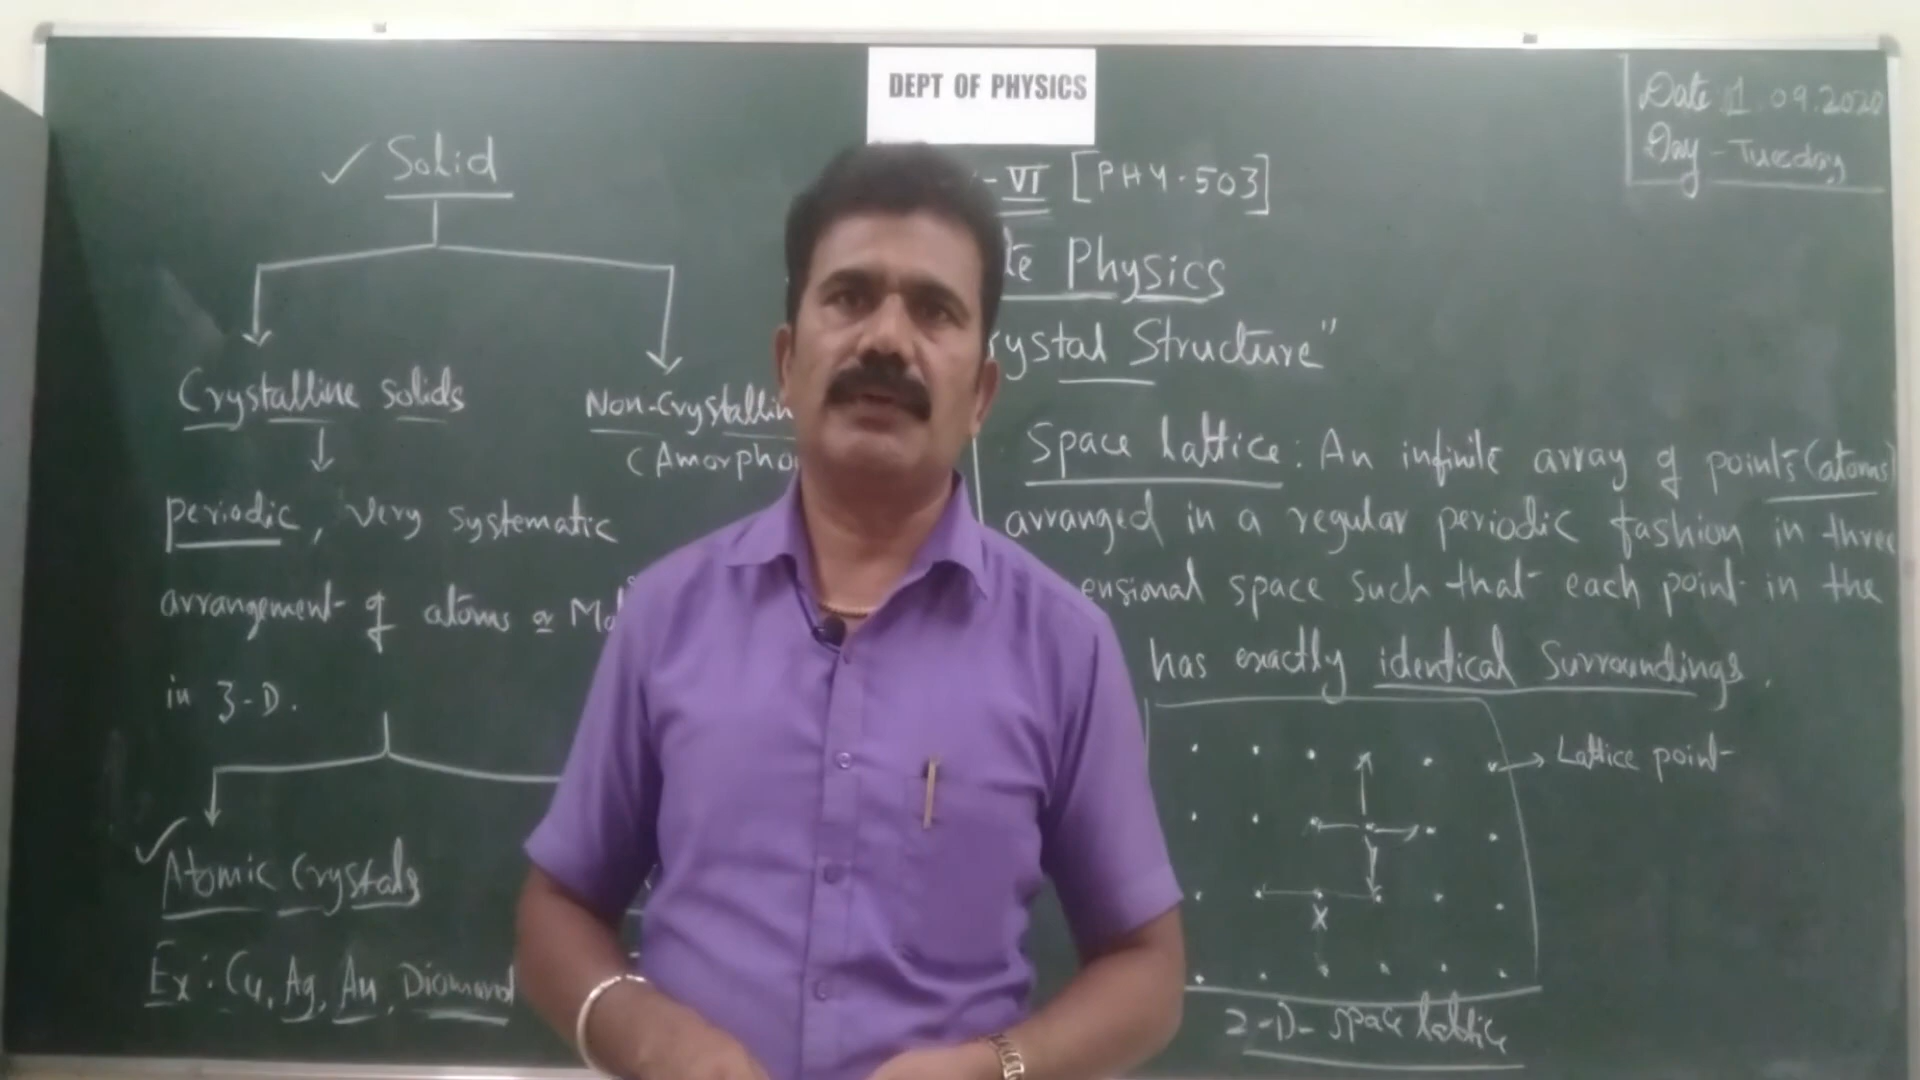 DEPT OF PHYSICS
Date 1.09.2020
Day - Tuesday
- VI [PHY-503]
te Physics
rystal Structure"
✓ Solid
Crystalline solids
Non-Crystallin
(Amorpho
periodic, very systematic
arrangement of atoms or Mol
in 3-D.
✓ Atomic Crystals
Ex: Cu, Ag, Au, Diamond
Space lattice: An infinite array of points (atoms)
arranged in a regular periodic fashion in three
ensional space such that each point in the
has exactly identical surroundings.
Lattice point
X
2-D- space lattice